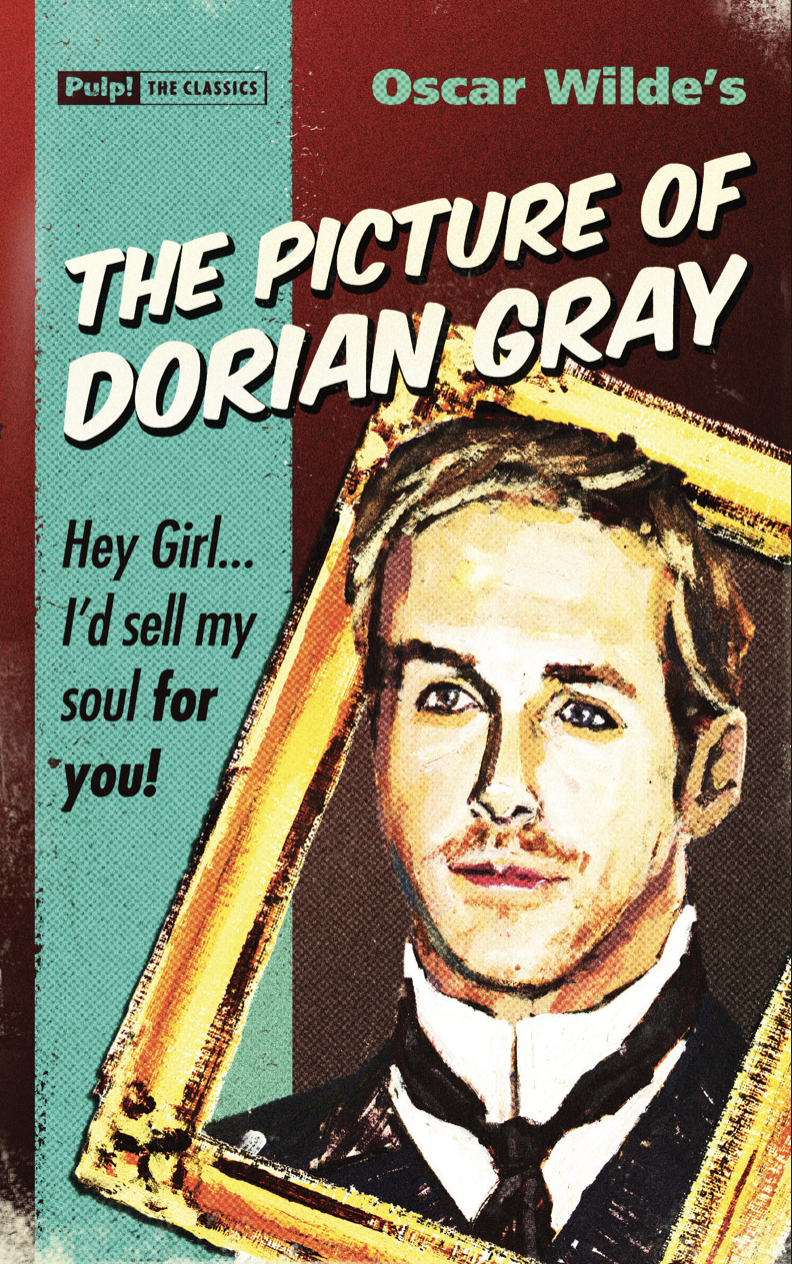 Pulp! THE CLASSICS
Oscar Wilde's
THE PICTURE OF
DORIAN GRAY
Hey Girl...
I'd sell my
soul for
you!